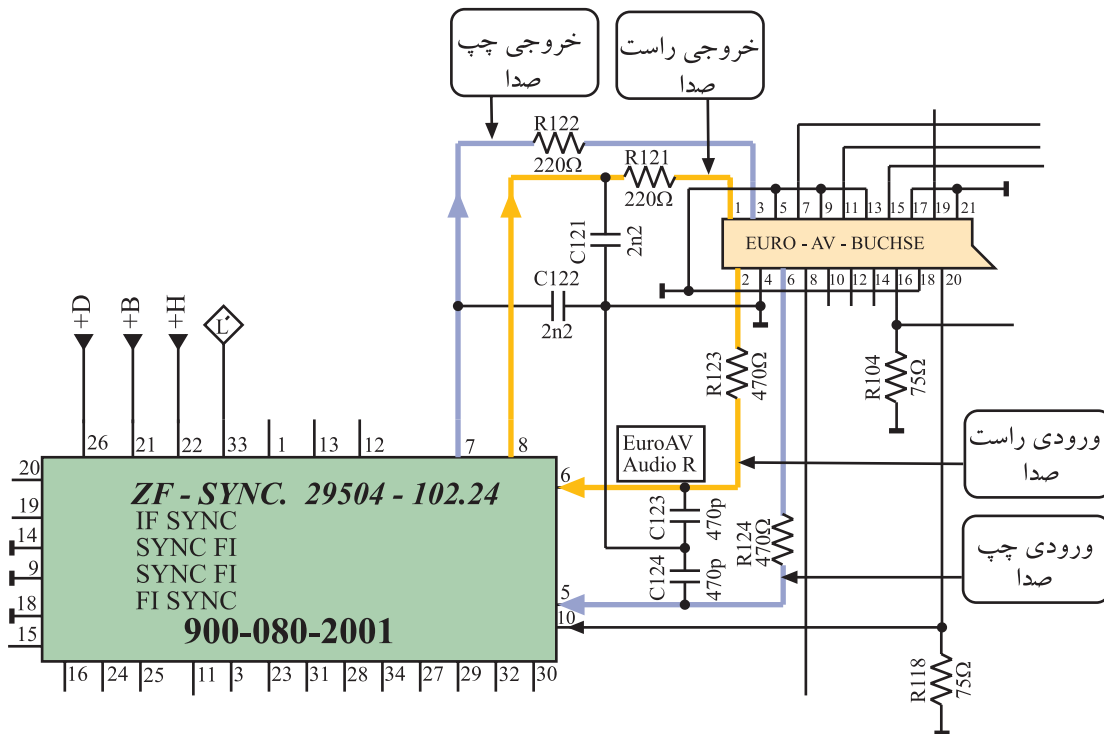 خروجی چپ
صدا
خروجی راست
صدا
R122
220Ω
R121
220Ω
C121
2n2
C122
2n2
1 3 5 7 9 11 13 15 17 19 21
EURO - AV - BUCHSE
2 4 6 8 10 12 14 16 18 20
+D
+B
+H
L'
R123
470Ω
R104
75Ω
ورودی راست
صدا
EuroAV
Audio R
26 21 22 33 1 13 12 7 8
20
19
14
9
18
15
6
5
10
ZF - SYNC. 29504 - 102.24
IF SYNC
SYNC FI
SYNC FI
FI SYNC
900-080-2001
C123
470p
C124
470p
R124
470Ω
ورودی چپ
صدا
16 24 25 11 3 23 31 28 34 27 29 32 30
R118
75Ω